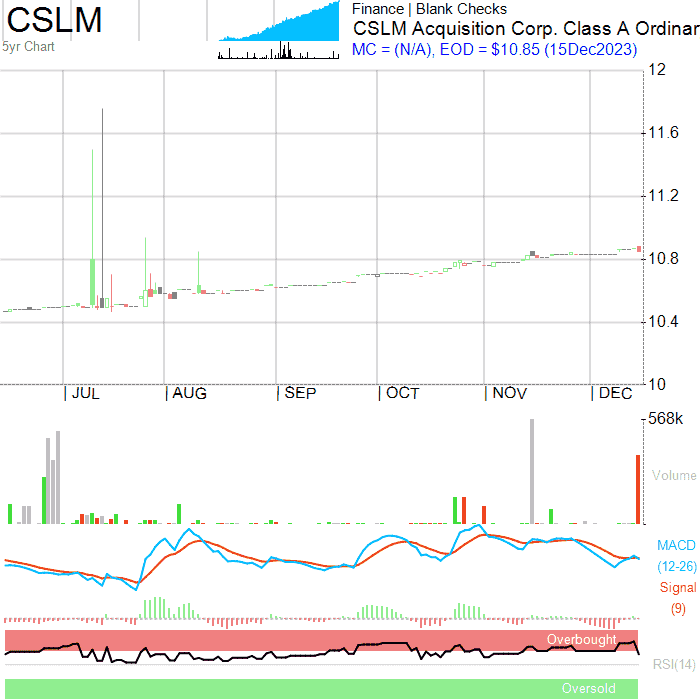 CSLM
5yr Chart
Finance | Blank Checks
CSLM Acquisition Corp. Class A Ordinar
MC = (N/A), EOD = $10.85 (15Dec2023)
12
11.6
11.2
10.8
10.4
10
| JUL | AUG | SEP | OCT | NOV | DEC
568k
Volume
MACD
(12-26)
Signal
(9)
Overbought
RSI(14)
Oversold